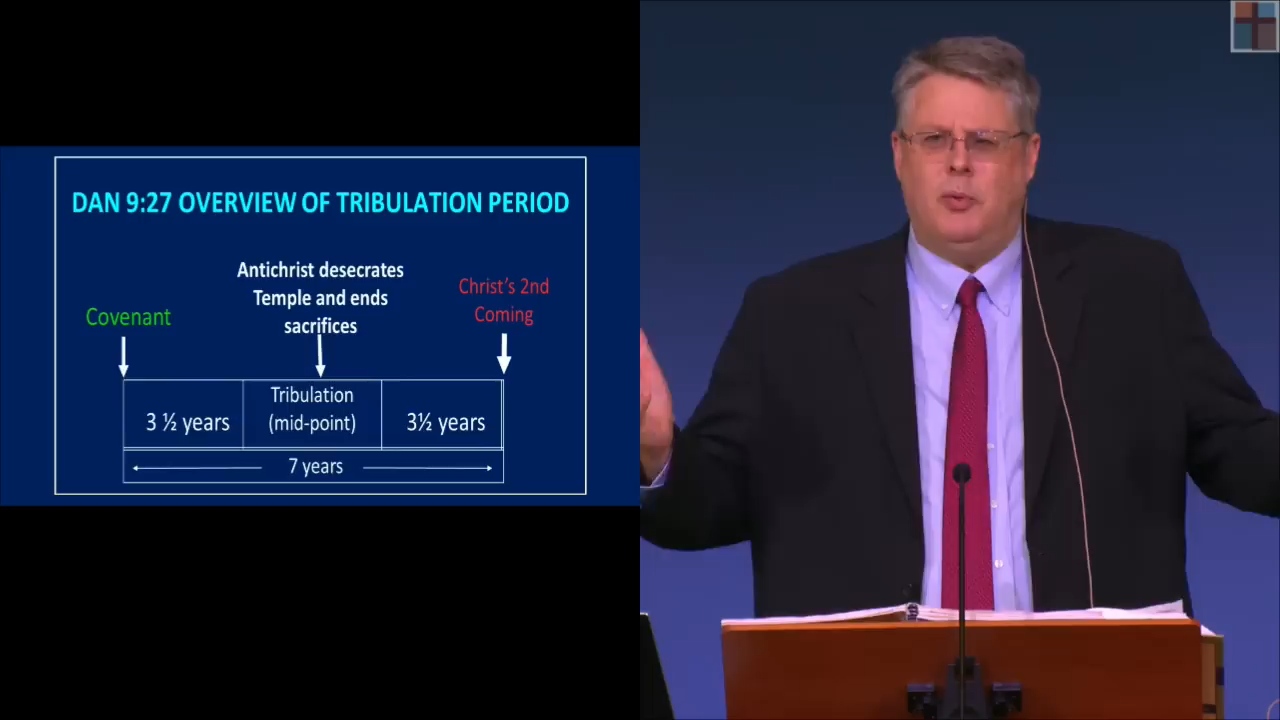 DAN 9:27 OVERVIEW OF TRIBULATION PERIOD
Antichrist desecrates
Temple and ends
sacrifices
Christ's 2nd
Coming
Covenant
3 ½ years
Tribulation
(mid-point)
3½ years
7 years